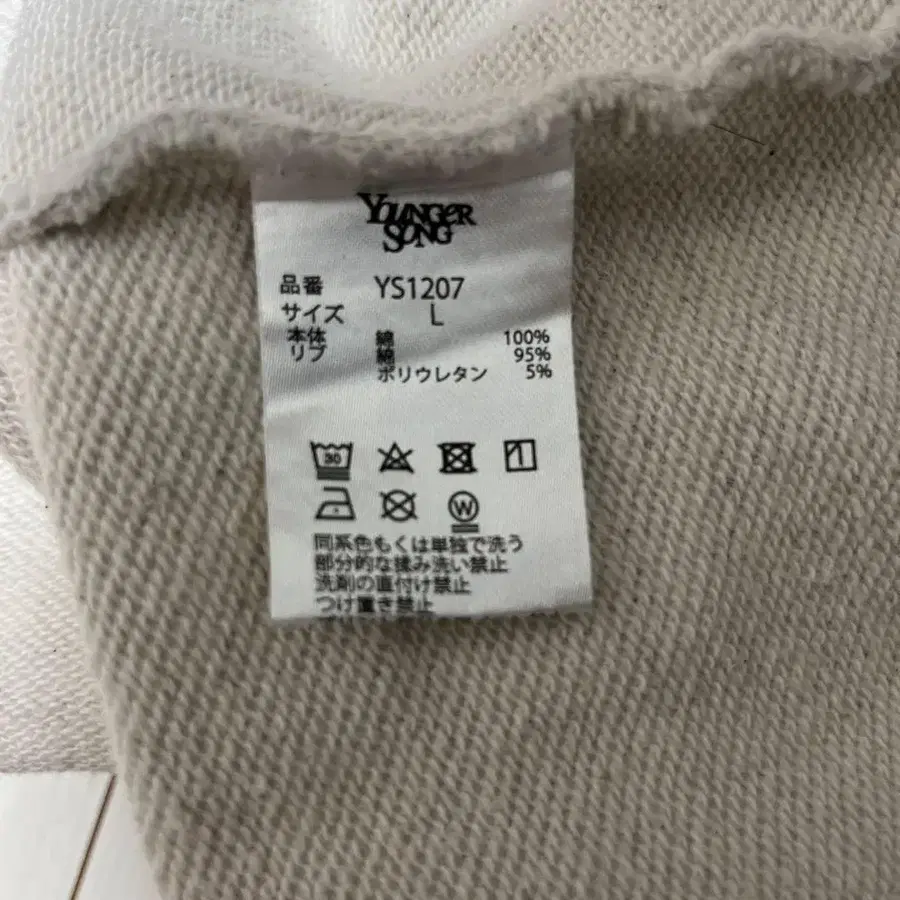 YOUNGER
SONG
品番 YS1207
サイズ L
本体 綿 100%
リブ 綿 95%
ポリウレタン 5%
30
W
同系色もくは単独で洗う
部分的な揉み洗い禁止
洗剤の直付け禁止
つけ置き禁止